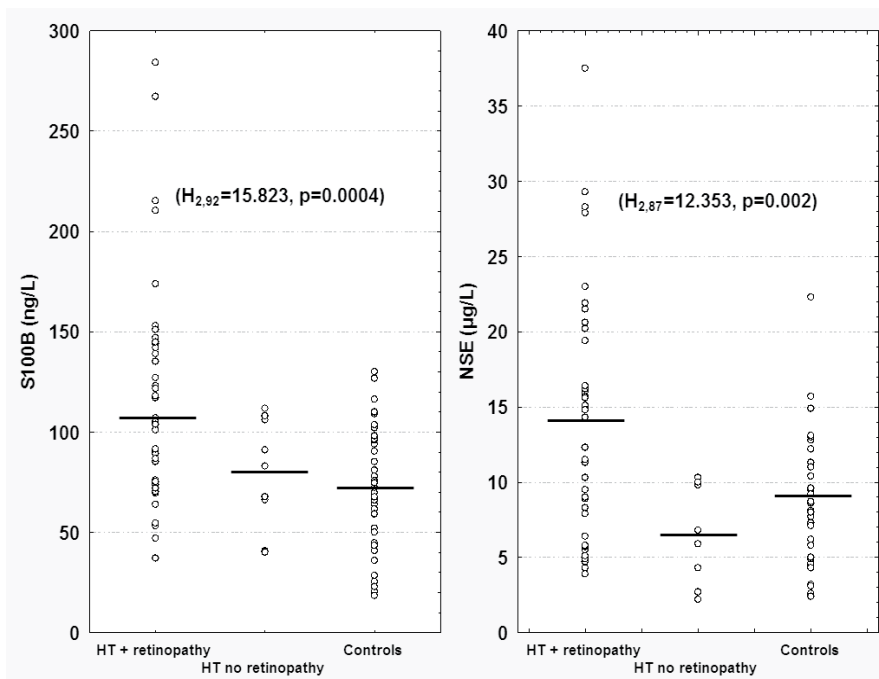 300
250
200
150
100
50
0
S100B (ng/L)
(H2,92=15.823, p=0.0004)
HT + retinopathy
HT no retinopathy
Controls
40
35
30
25
20
15
10
5
0
NSE (µg/L)
(H2,87=12.353, p=0.002)
HT + retinopathy
HT no retinopathy
Controls